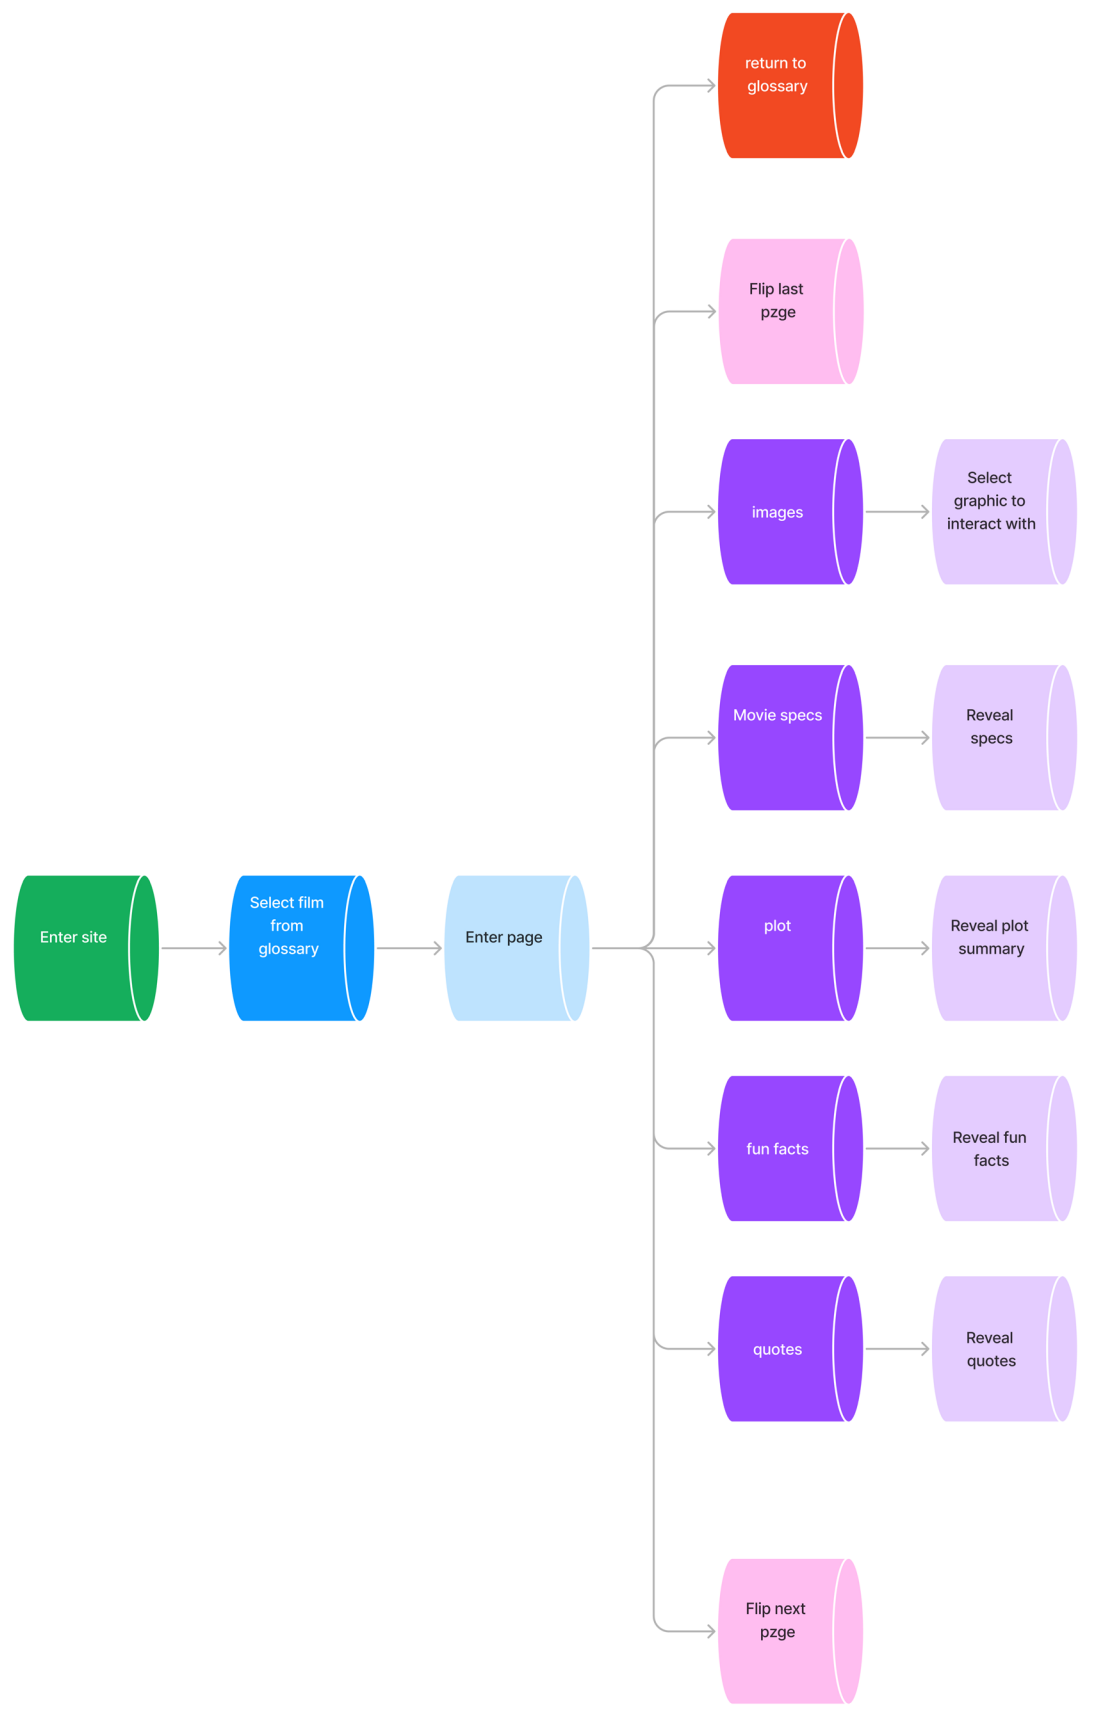 return to
glossary
Flip last
pzge
images
Select
graphic to
interact with
Movie specs
Reveal
specs
Enter site
Select film
from
glossary
Enter page
plot
Reveal plot
summary
fun facts
Reveal fun
facts
quotes
Reveal
quotes
Flip next
pzge